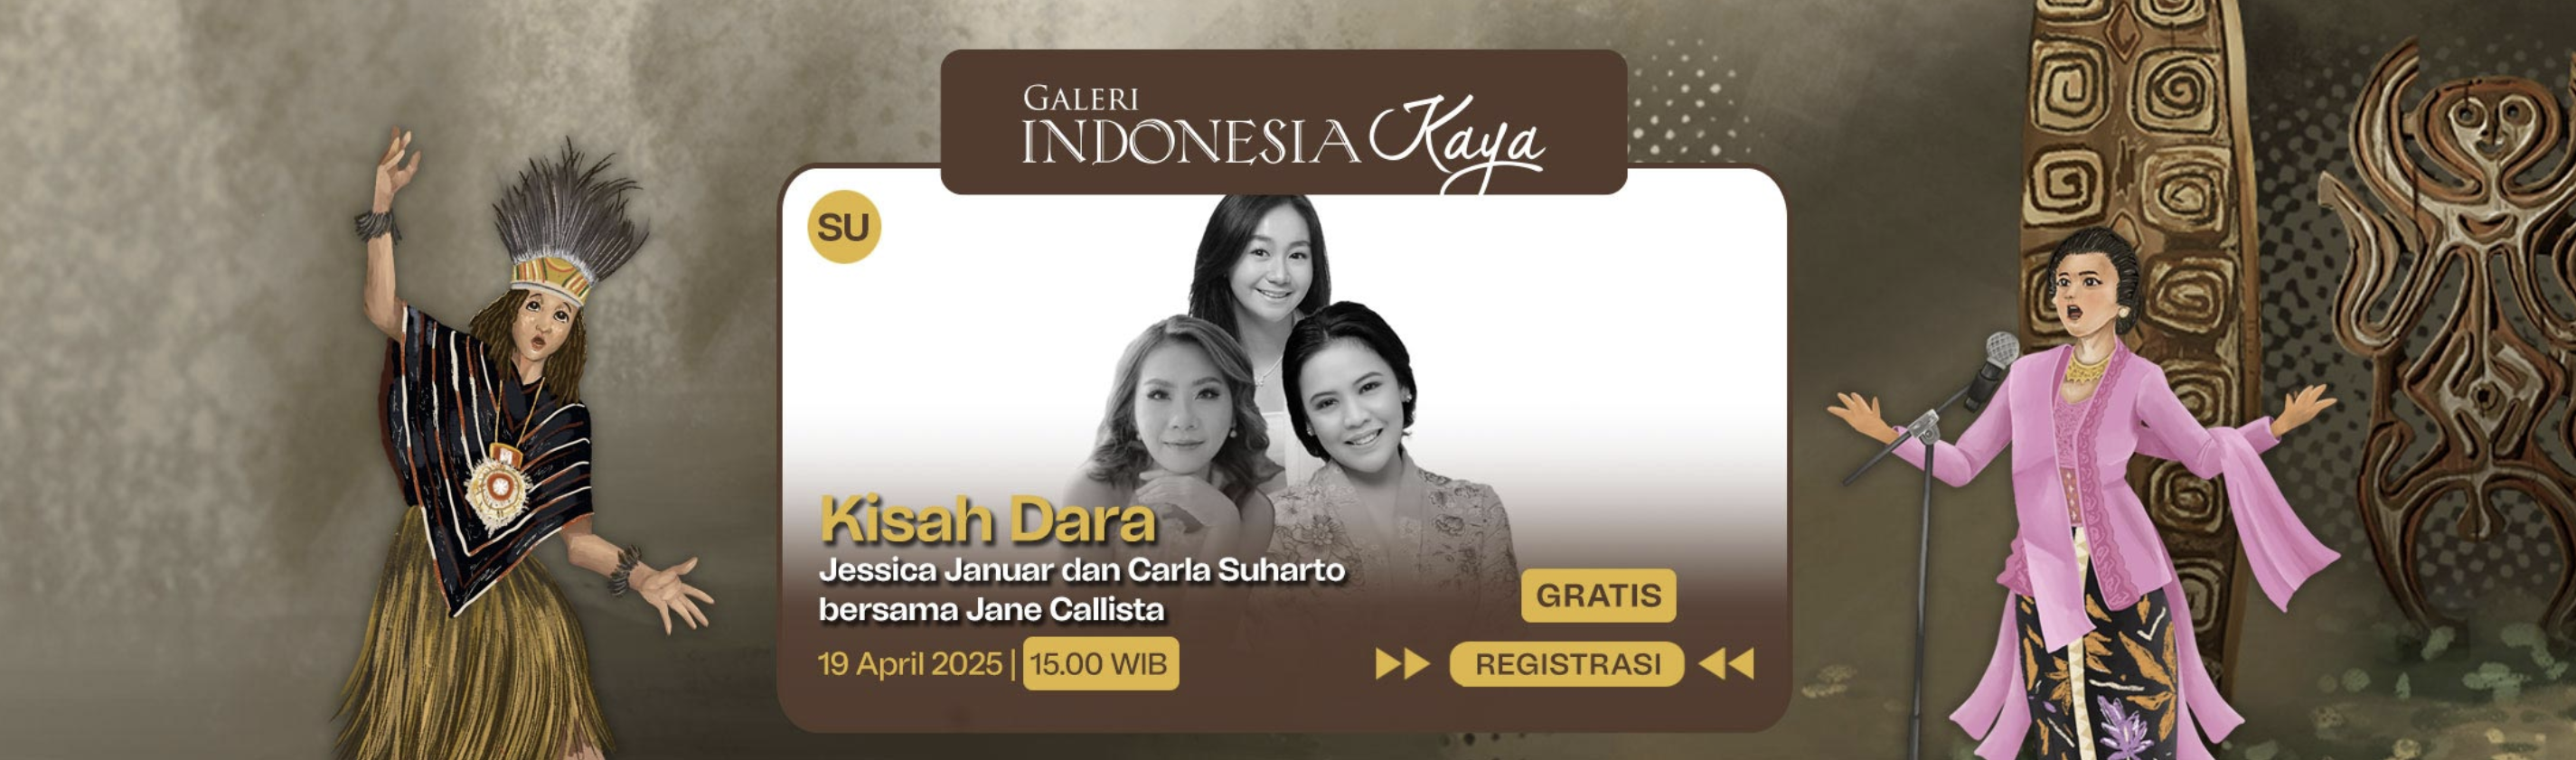 GALERI
INDONESIA Kaya
SU
Kisah Dara
Jessica Januar dan Carla Suharto
bersama Jane Callista
GRATIS
19 April 2025 | 15.00 WIB
REGISTRASI